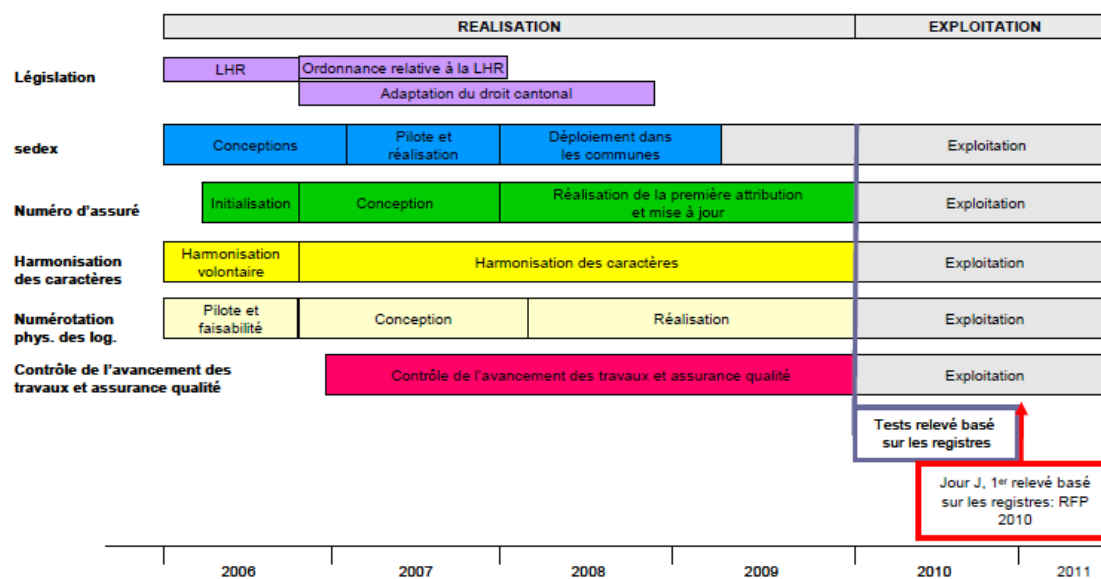 REALISATION
EXPLOITATION
Législation
LHR
Ordonnance relative à la LHR
Adaptation du droit cantonal
sedex
Conceptions
Pilote et
réalisation
Déploiement dans
les communes
Exploitation
Numéro d'assuré
Initialisation
Conception
Réalisation de la première attribution
et mise à jour
Exploitation
Harmonisation
des caractères
Harmonisation
volontaire
Harmonisation des caractères
Exploitation
Numérotation
phys. des log.
Pilote et
faisabilité
Conception
Réalisation
Exploitation
Contrôle de l'avancement des
travaux et assurance qualité
Contrôle de l'avancement des travaux et assurance qualité
Exploitation
Tests relevé basé
sur les registres
Jour J, 1er relevé basé
sur les registres: RFP
2010
2006
2007
2008
2009
2010
2011